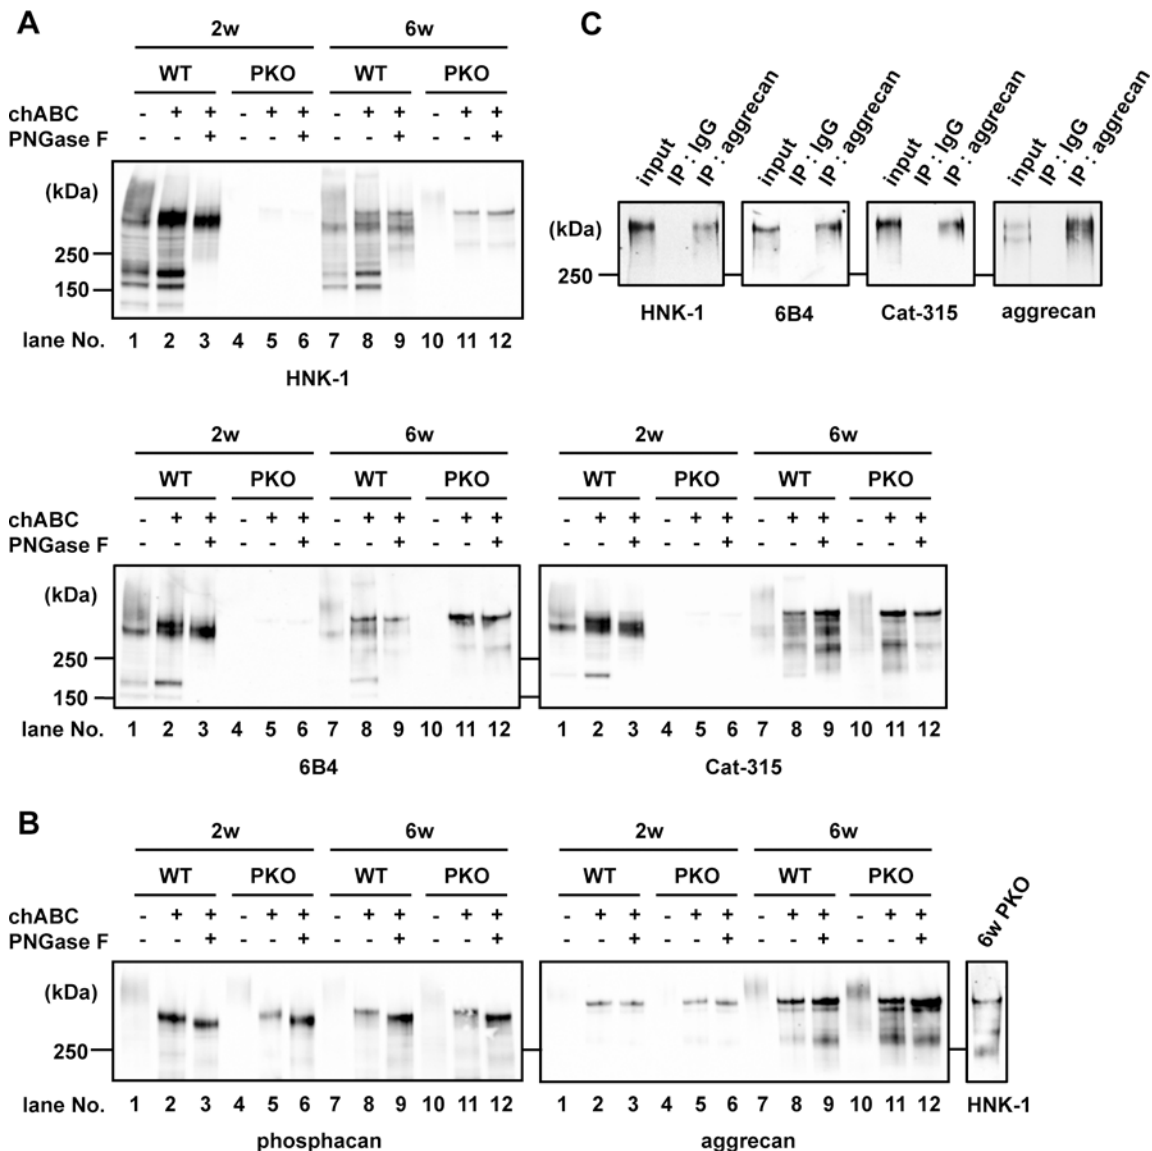 A
2w 6w
WT PKO WT PKO
chABC - + + - + + - + + - + +
PNGase F - - + - - + - - + - - +
(kDa)
250
150
lane No. 1 2 3 4 5 6 7 8 9 10 11 12
HNK-1
C
input IP : IgG IP : aggrecan input IP : IgG IP : aggrecan input IP : IgG IP : aggrecan input IP : IgG IP : aggrecan
(kDa)
250
HNK-1 6B4 Cat-315 aggrecan
2w 6w 2w 6w
WT PKO WT PKO WT PKO WT PKO
chABC - + + - + + - + + - + + - + + - + + - + + - + +
PNGase F - - + - - + - - + - - + - - + - - + - - + - - +
(kDa)
250
150
lane No. 1 2 3 4 5 6 7 8 9 10 11 12 1 2 3 4 5 6 7 8 9 10 11 12
6B4 Cat-315
B
2w 6w 2w 6w
WT PKO WT PKO WT PKO WT PKO 6w PKO
chABC - + + - + + - + + - + + - + + - + + - + + - + +
PNGase F - - + - - + - - + - - + - - + - - + - - + - - +
(kDa)
250
lane No. 1 2 3 4 5 6 7 8 9 10 11 12 1 2 3 4 5 6 7 8 9 10 11 12 HNK-1
phosphacan aggrecan